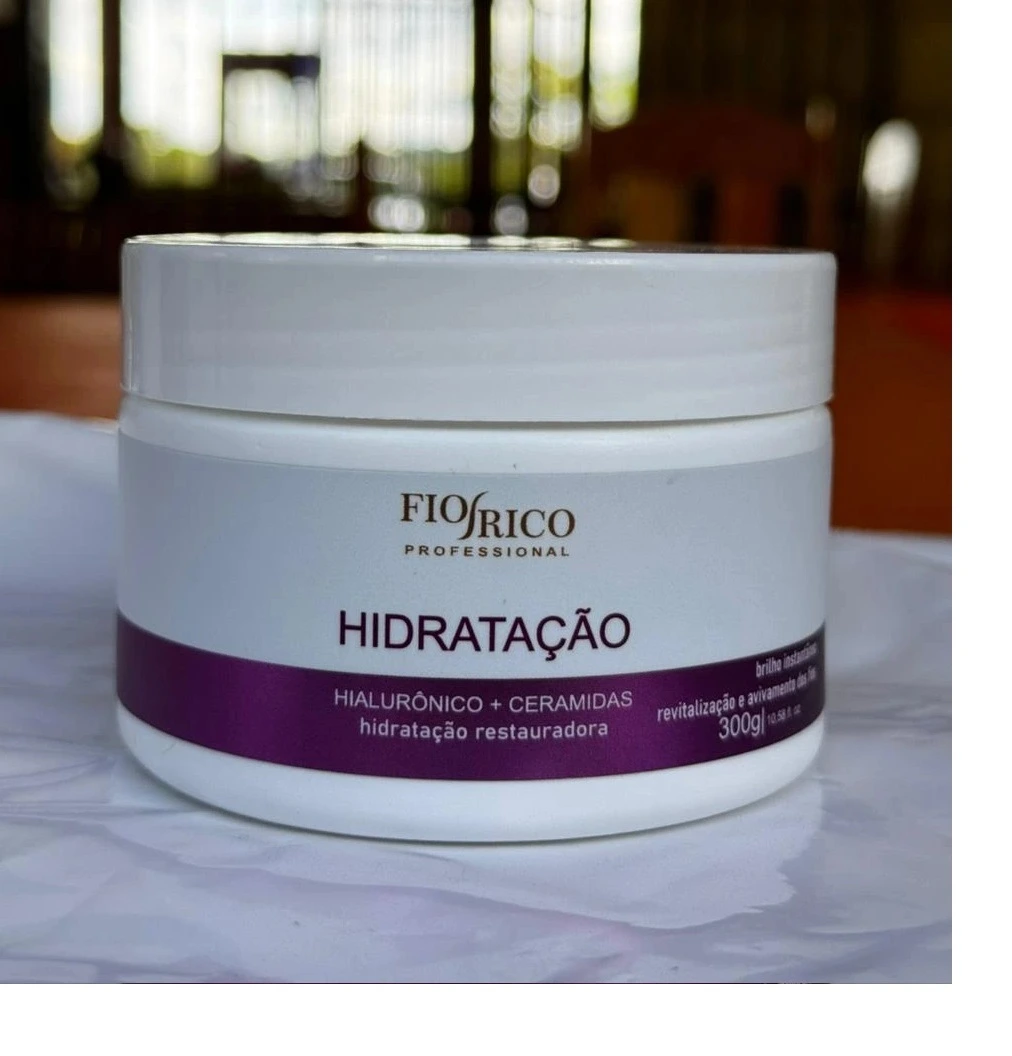 FIO RICO
PROFESSIONAL
HIDRATAÇÃO
HIALURÔNICO + CERAMIDAS
hidratação restauradora
brilho instantâneo
revitalização e avivamento dos fios
300g| 10,58 fl. oz